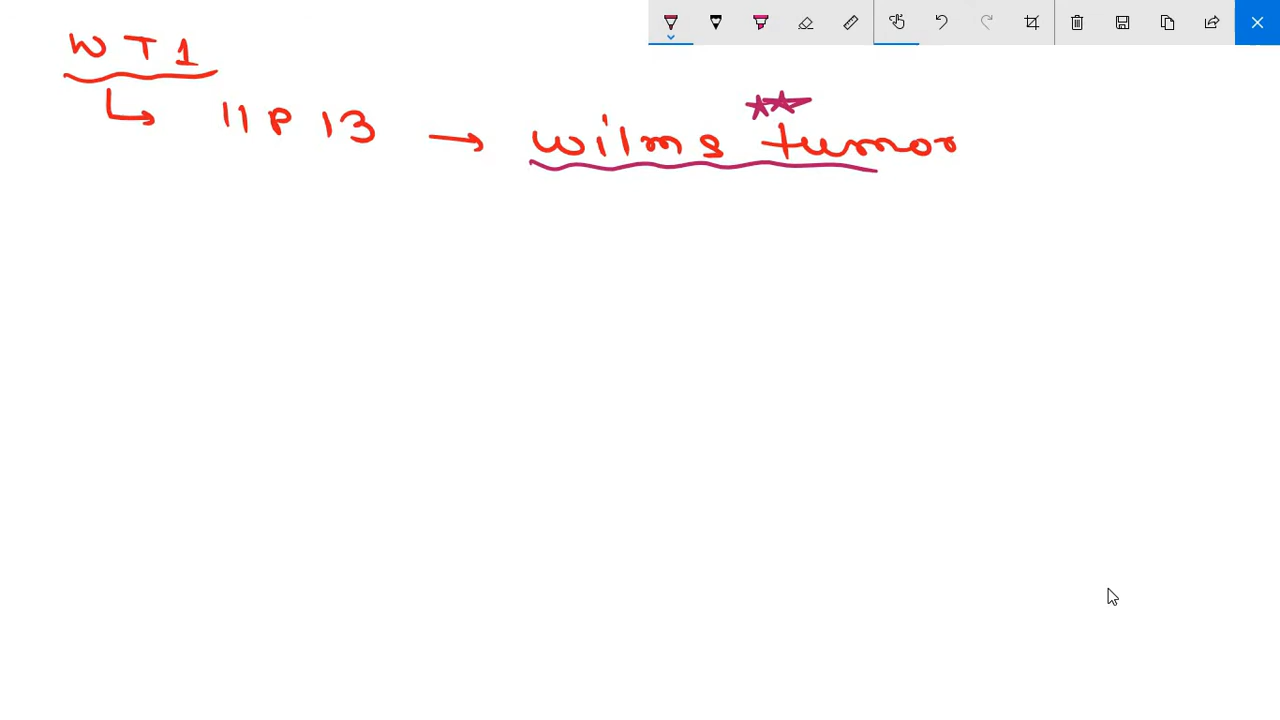 WT1
↳ 11p13 → wilms tumor